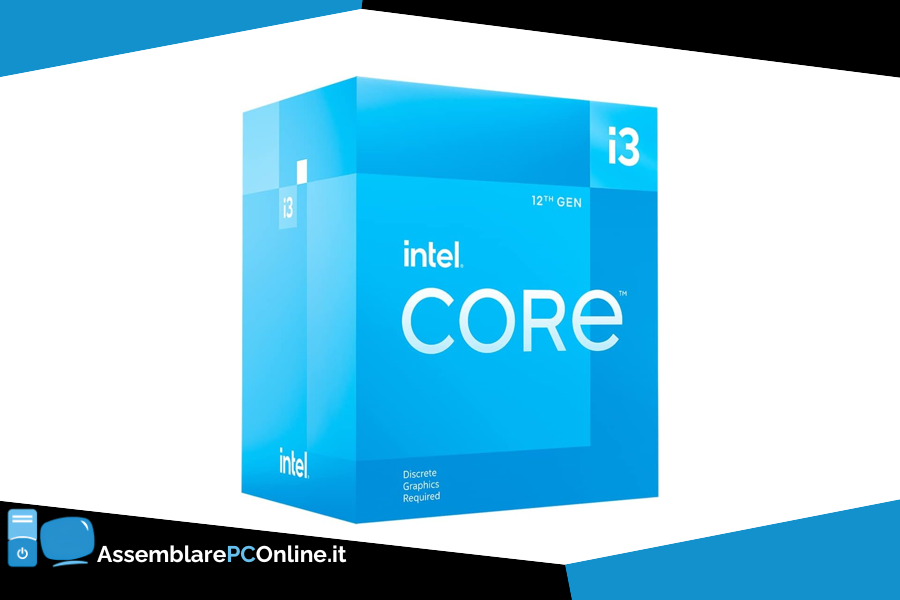 i3
12TH GEN
i3
intel.
CORE™
intel.
Discrete
Graphics
Required
AssemblarePCOnline.it